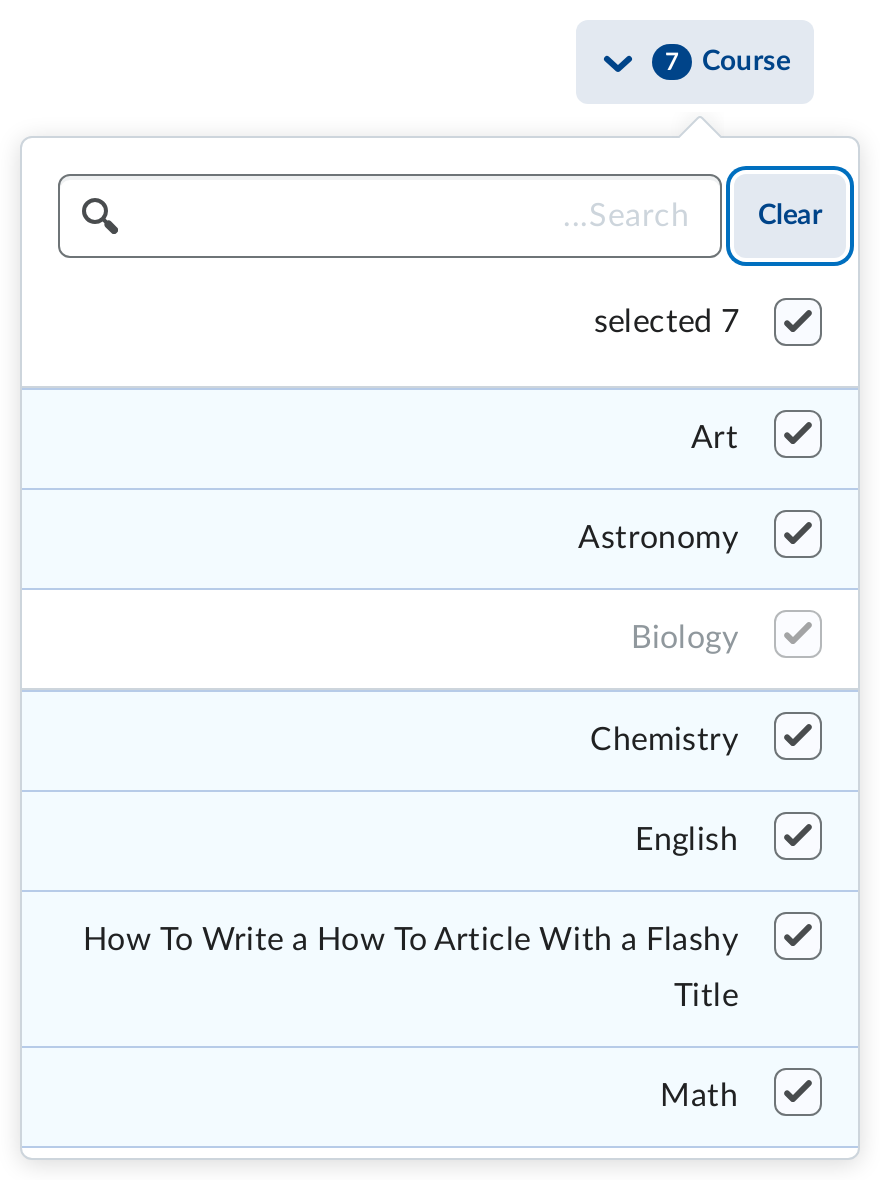 7 Course
...Search
Clear
selected 7
Art
Astronomy
Biology
Chemistry
English
How To Write a How To Article With a Flashy
Title
Math